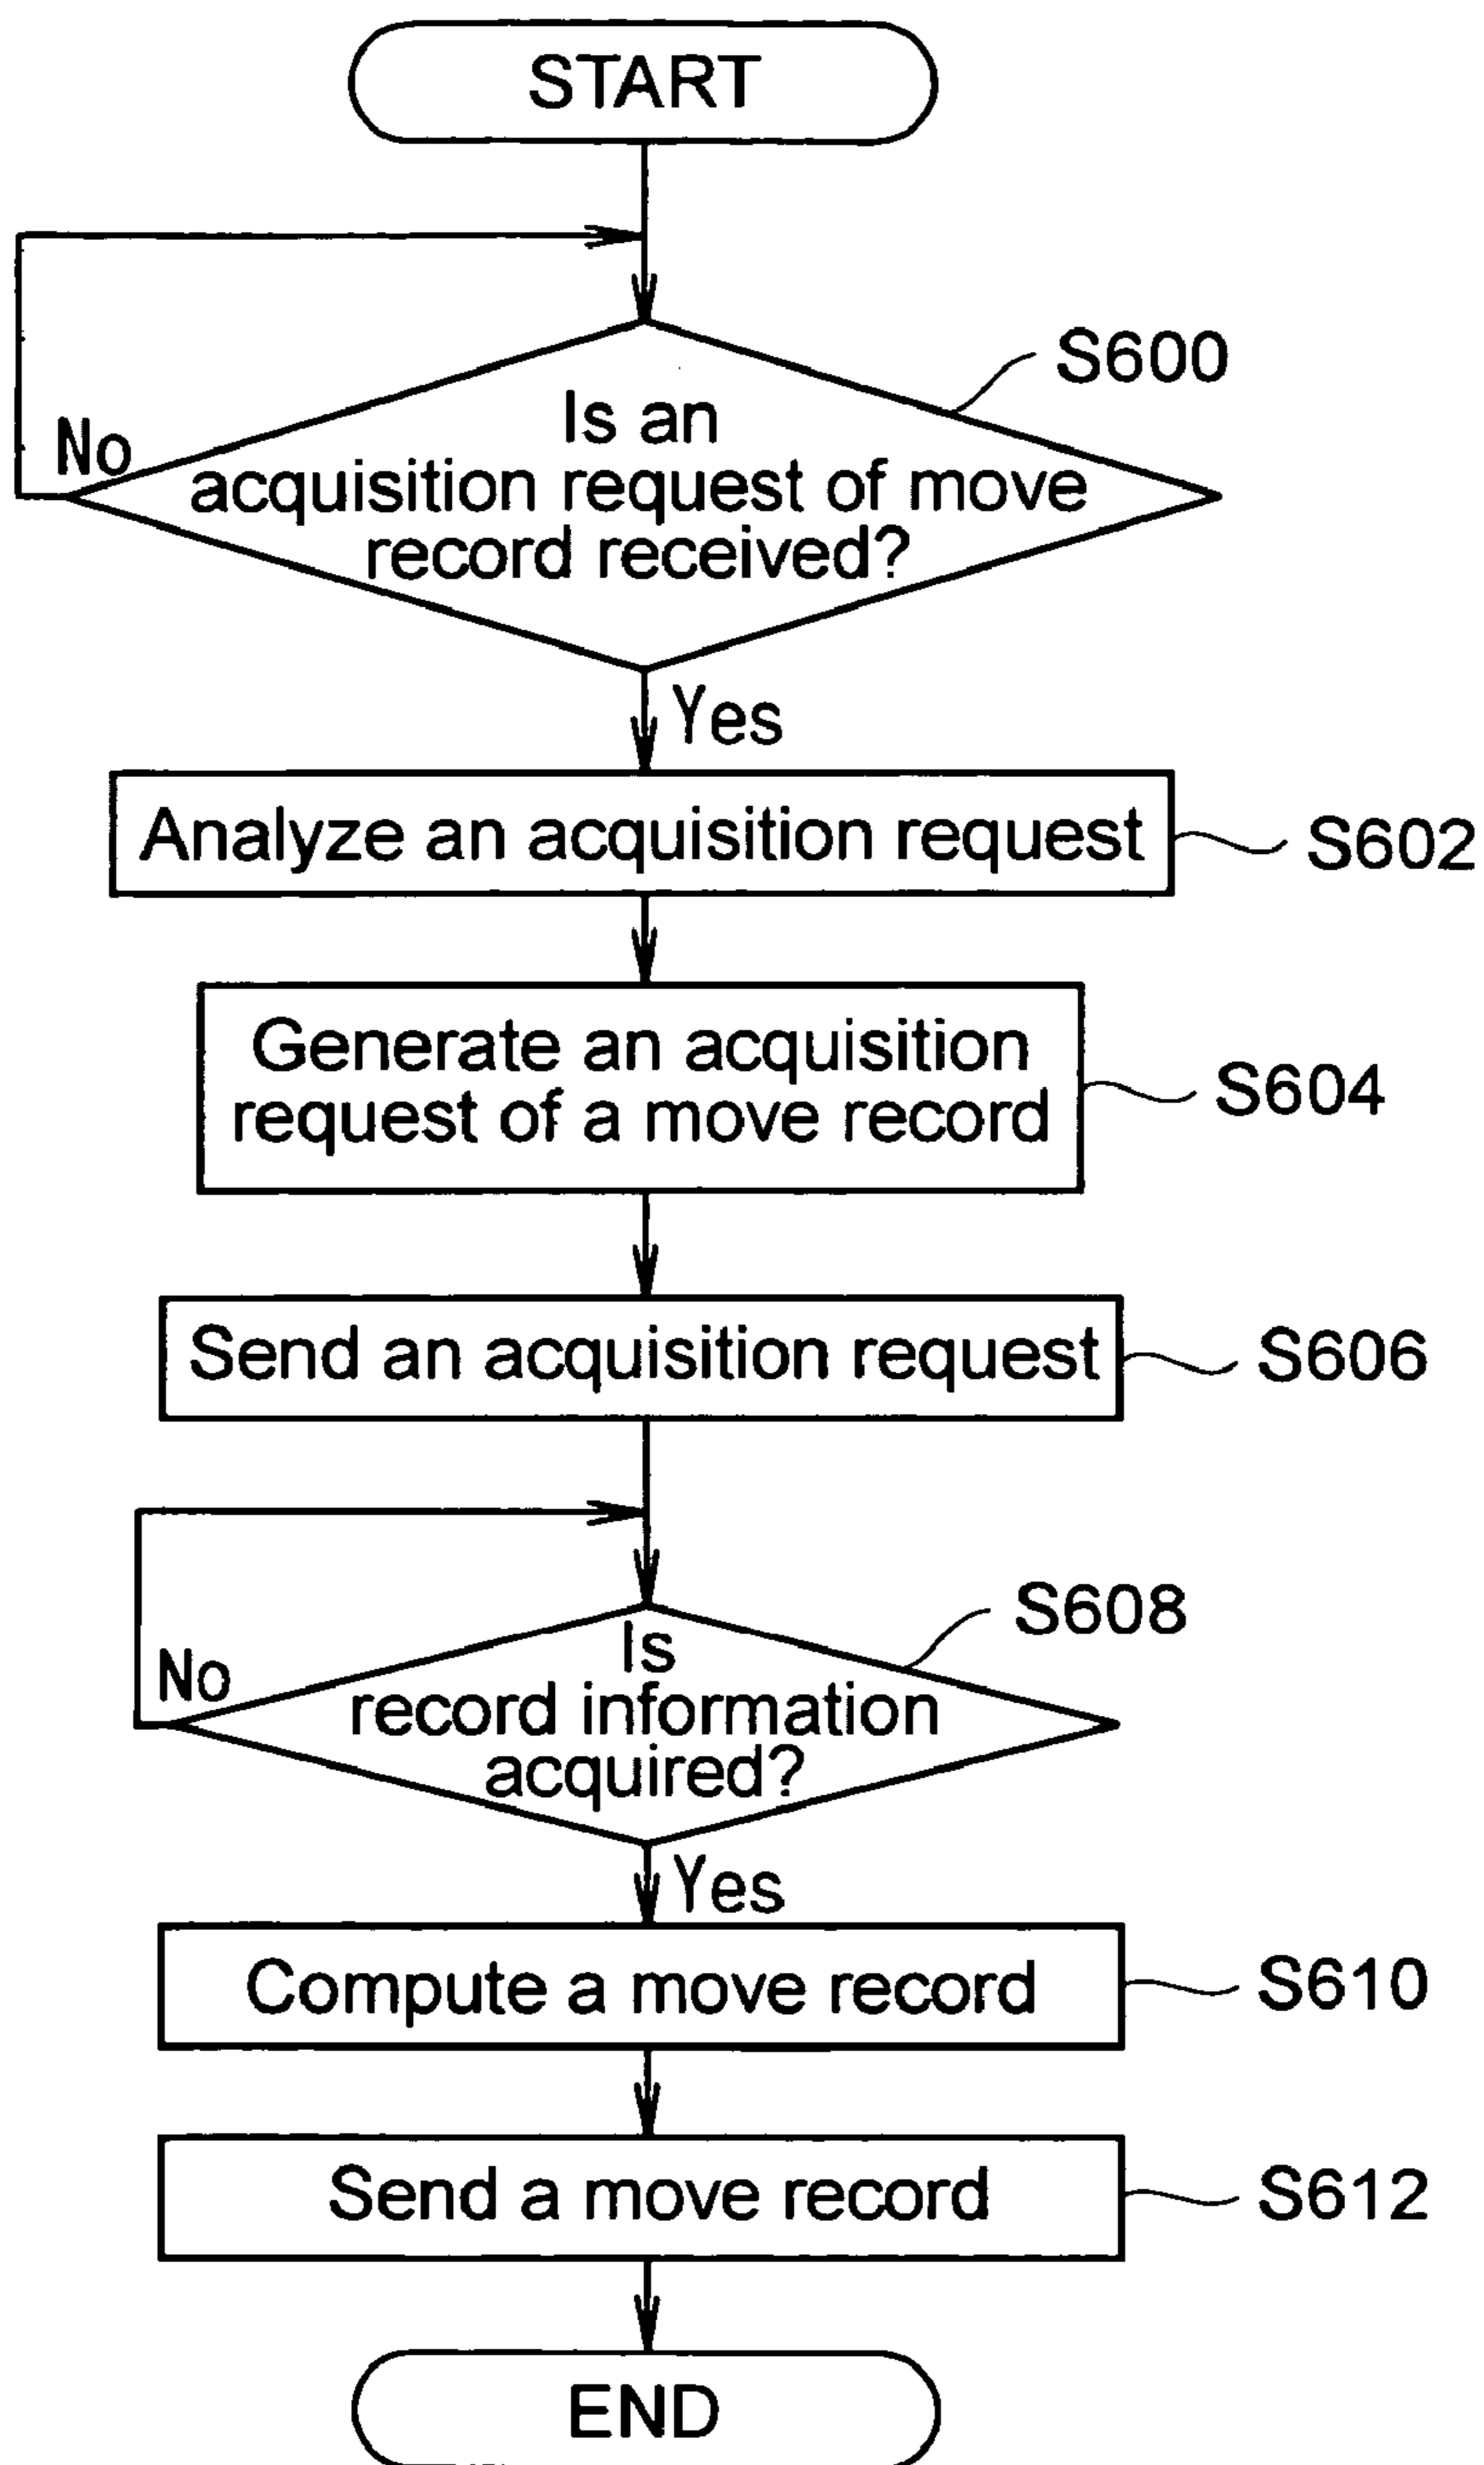 START
S600
Is an
No
acquisition request of move
record received?
Yes
Analyze an acquisition request
S602
Generate an acquisition
request of a move record
S604
Send an acquisition request
S606
S608
Is
No
record information
acquired?
Yes
Compute a move record
S610
Send a move record
S612
END